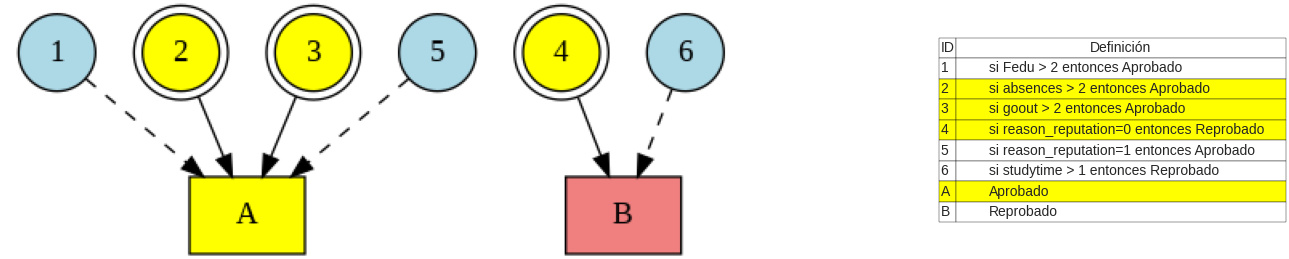 1 2 3 5 4 6
A B
ID Definición
1 si Fedu > 2 entonces Aprobado
2 si absences > 2 entonces Aprobado
3 si goout > 2 entonces Aprobado
4 si reason_reputation=0 entonces Reprobado
5 si reason_reputation=1 entonces Aprobado
6 si studytime > 1 entonces Reprobado
A Aprobado
B Reprobado